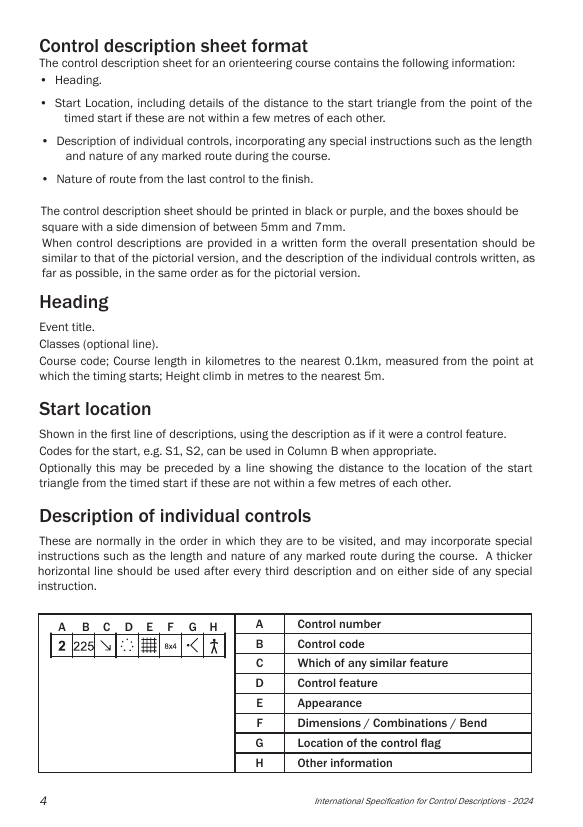 Control description sheet format
The control description sheet for an orienteering course contains the following information:
• Heading.
• Start Location, including details of the distance to the start triangle from the point of the
timed start if these are not within a few metres of each other.
• Description of individual controls, incorporating any special instructions such as the length
and nature of any marked route during the course.
• Nature of route from the last control to the finish.
The control description sheet should be printed in black or purple, and the boxes should be
square with a side dimension of between 5mm and 7mm.
When control descriptions are provided in a written form the overall presentation should be
similar to that of the pictorial version, and the description of the individual controls written, as
far as possible, in the same order as for the pictorial version.
Heading
Event title.
Classes (optional line).
Course code; Course length in kilometres to the nearest 0.1km, measured from the point at
which the timing starts; Height climb in metres to the nearest 5m.
Start location
Shown in the first line of descriptions, using the description as if it were a control feature.
Codes for the start, e.g. S1, S2, can be used in Column B when appropriate.
Optionally this may be preceded by a line showing the distance to the location of the start
triangle from the timed start if these are not within a few metres of each other.
Description of individual controls
These are normally in the order in which they are to be visited, and may incorporate special
instructions such as the length and nature of any marked route during the course. A thicker
horizontal line should be used after every third description and on either side of any special
instruction.
A B C D E F G H
2 225 8x4
A Control number
B Control code
C Which of any similar feature
D Control feature
E Appearance
F Dimensions / Combinations / Bend
G Location of the control flag
H Other information
4 International Specification for Control Descriptions - 2024